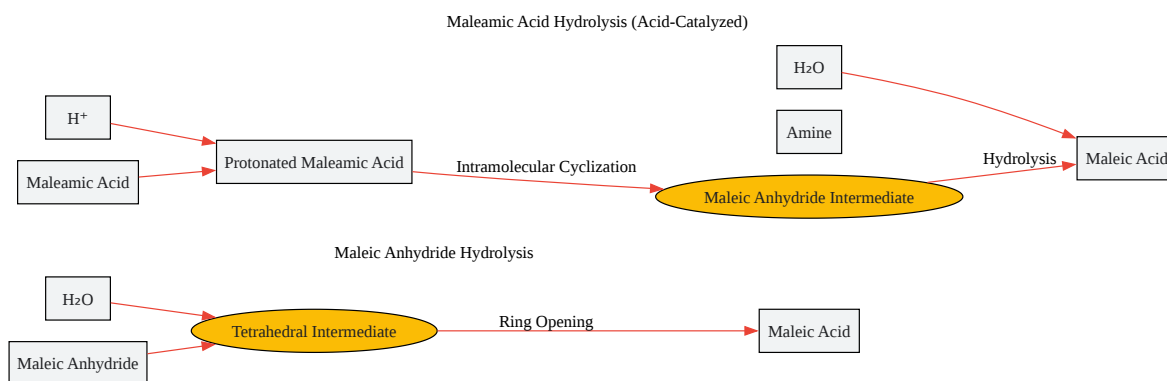 Maleamic Acid Hydrolysis (Acid-Catalyzed)
H₂O
H⁺
Amine
Protonated Maleamic Acid
Intramolecular Cyclization
Hydrolysis
Maleic Acid
Maleamic Acid
Maleic Anhydride Intermediate
Maleic Anhydride Hydrolysis
H₂O
Tetrahedral Intermediate
Ring Opening
Maleic Acid
Maleic Anhydride